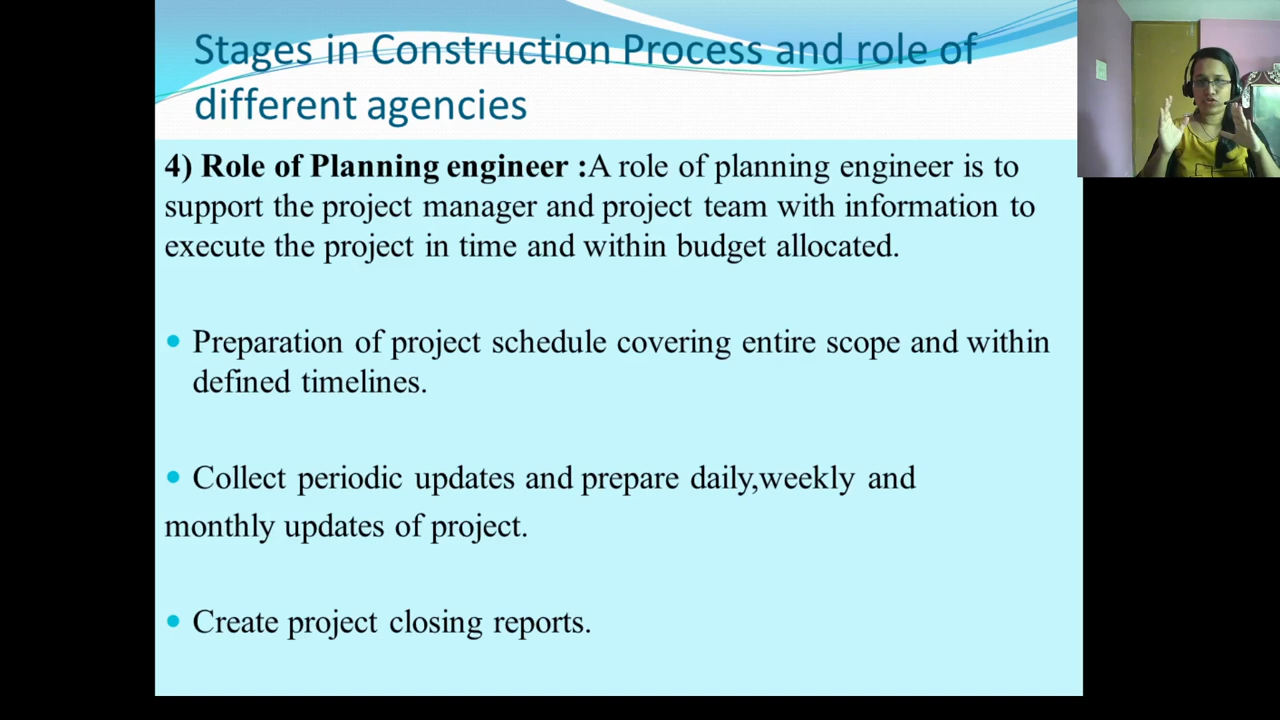 Stages in Construction Process and role of
different agencies
4) Role of Planning engineer :A role of planning engineer is to
support the project manager and project team with information to
execute the project in time and within budget allocated.
Preparation of project schedule covering entire scope and within
defined timelines.
Collect periodic updates and prepare daily,weekly and
monthly updates of project.
Create project closing reports.